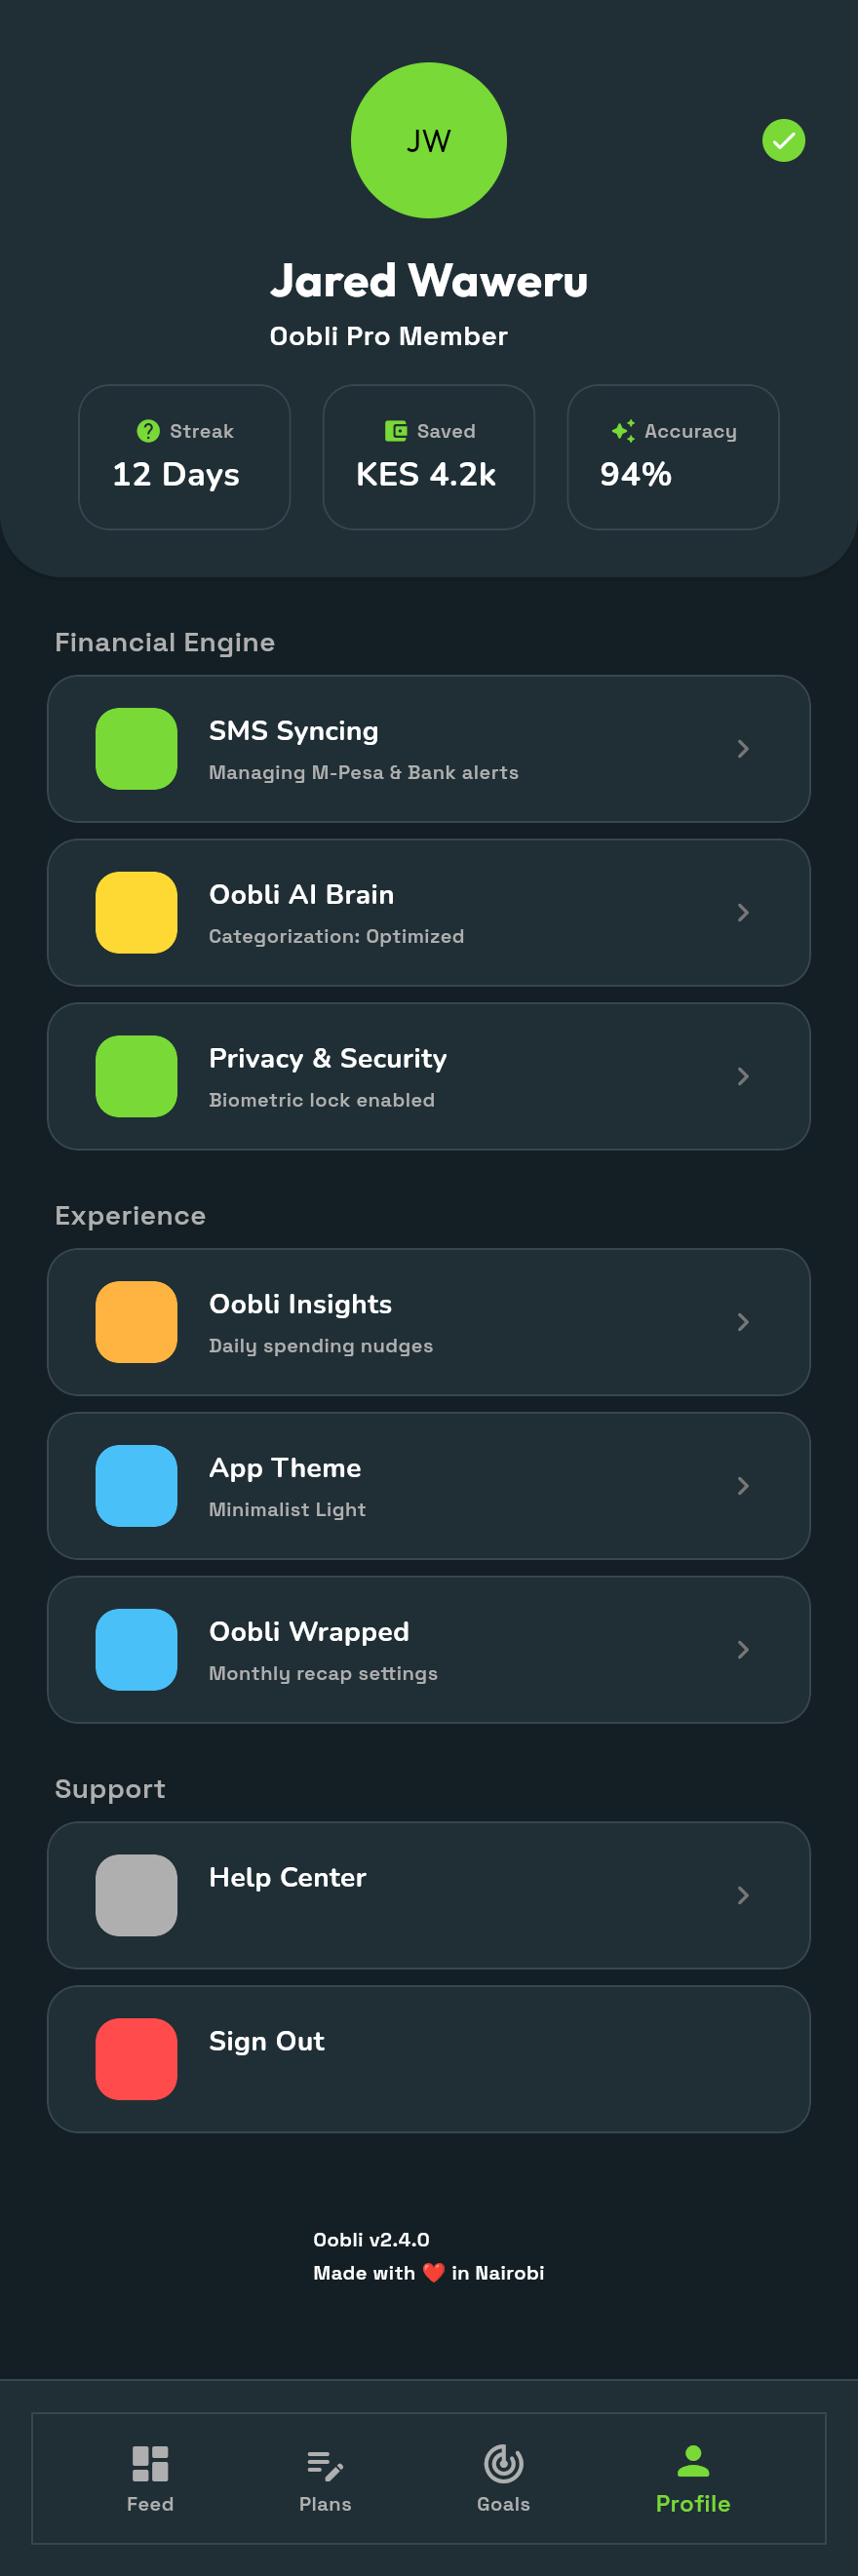 JW
Jared Waweru
Oobli Pro Member
Streak
12 Days
Saved
KES 4.2k
Accuracy
94%
Financial Engine
SMS Syncing
Managing M-Pesa & Bank alerts
Oobli AI Brain
Categorization: Optimized
Privacy & Security
Biometric lock enabled
Experience
Oobli Insights
Daily spending nudges
App Theme
Minimalist Light
Oobli Wrapped
Monthly recap settings
Support
Help Center
Sign Out
Oobli v2.4.0
Made with ❤️ in Nairobi
Feed
Plans
Goals
Profile